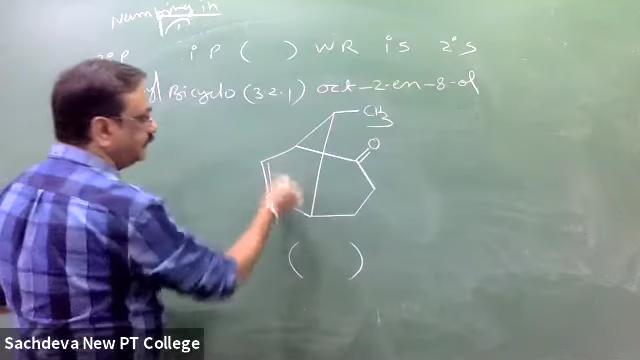 Numbering in
iP ( ) WR is 2's
yl Bicyclo (3 2 . 1) oct - 2 - en - 8 - ol
CH3
O
( )
Sachdeva New PT College